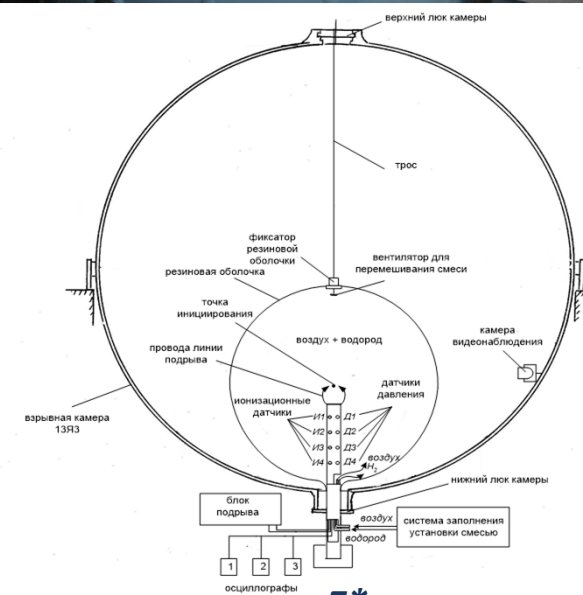 верхний люк камеры
трос
фиксатор
резиновой
оболочки
вентилятор для
перемешивания смеси
резиновая оболочка
точка
инициирования
воздух + водород
камера
видеонаблюдения
провода линии
подрыва
датчики
давления
ионизационные
датчики
И1 Д1
И2 Д2
И3 Д3
И4 Д4
взрывная камера
13ЯЗ
воздух
H2
нижний люк камеры
блок
подрыва
воздух
водород
система заполнения
установки смесью
1 2 3
осциллографы